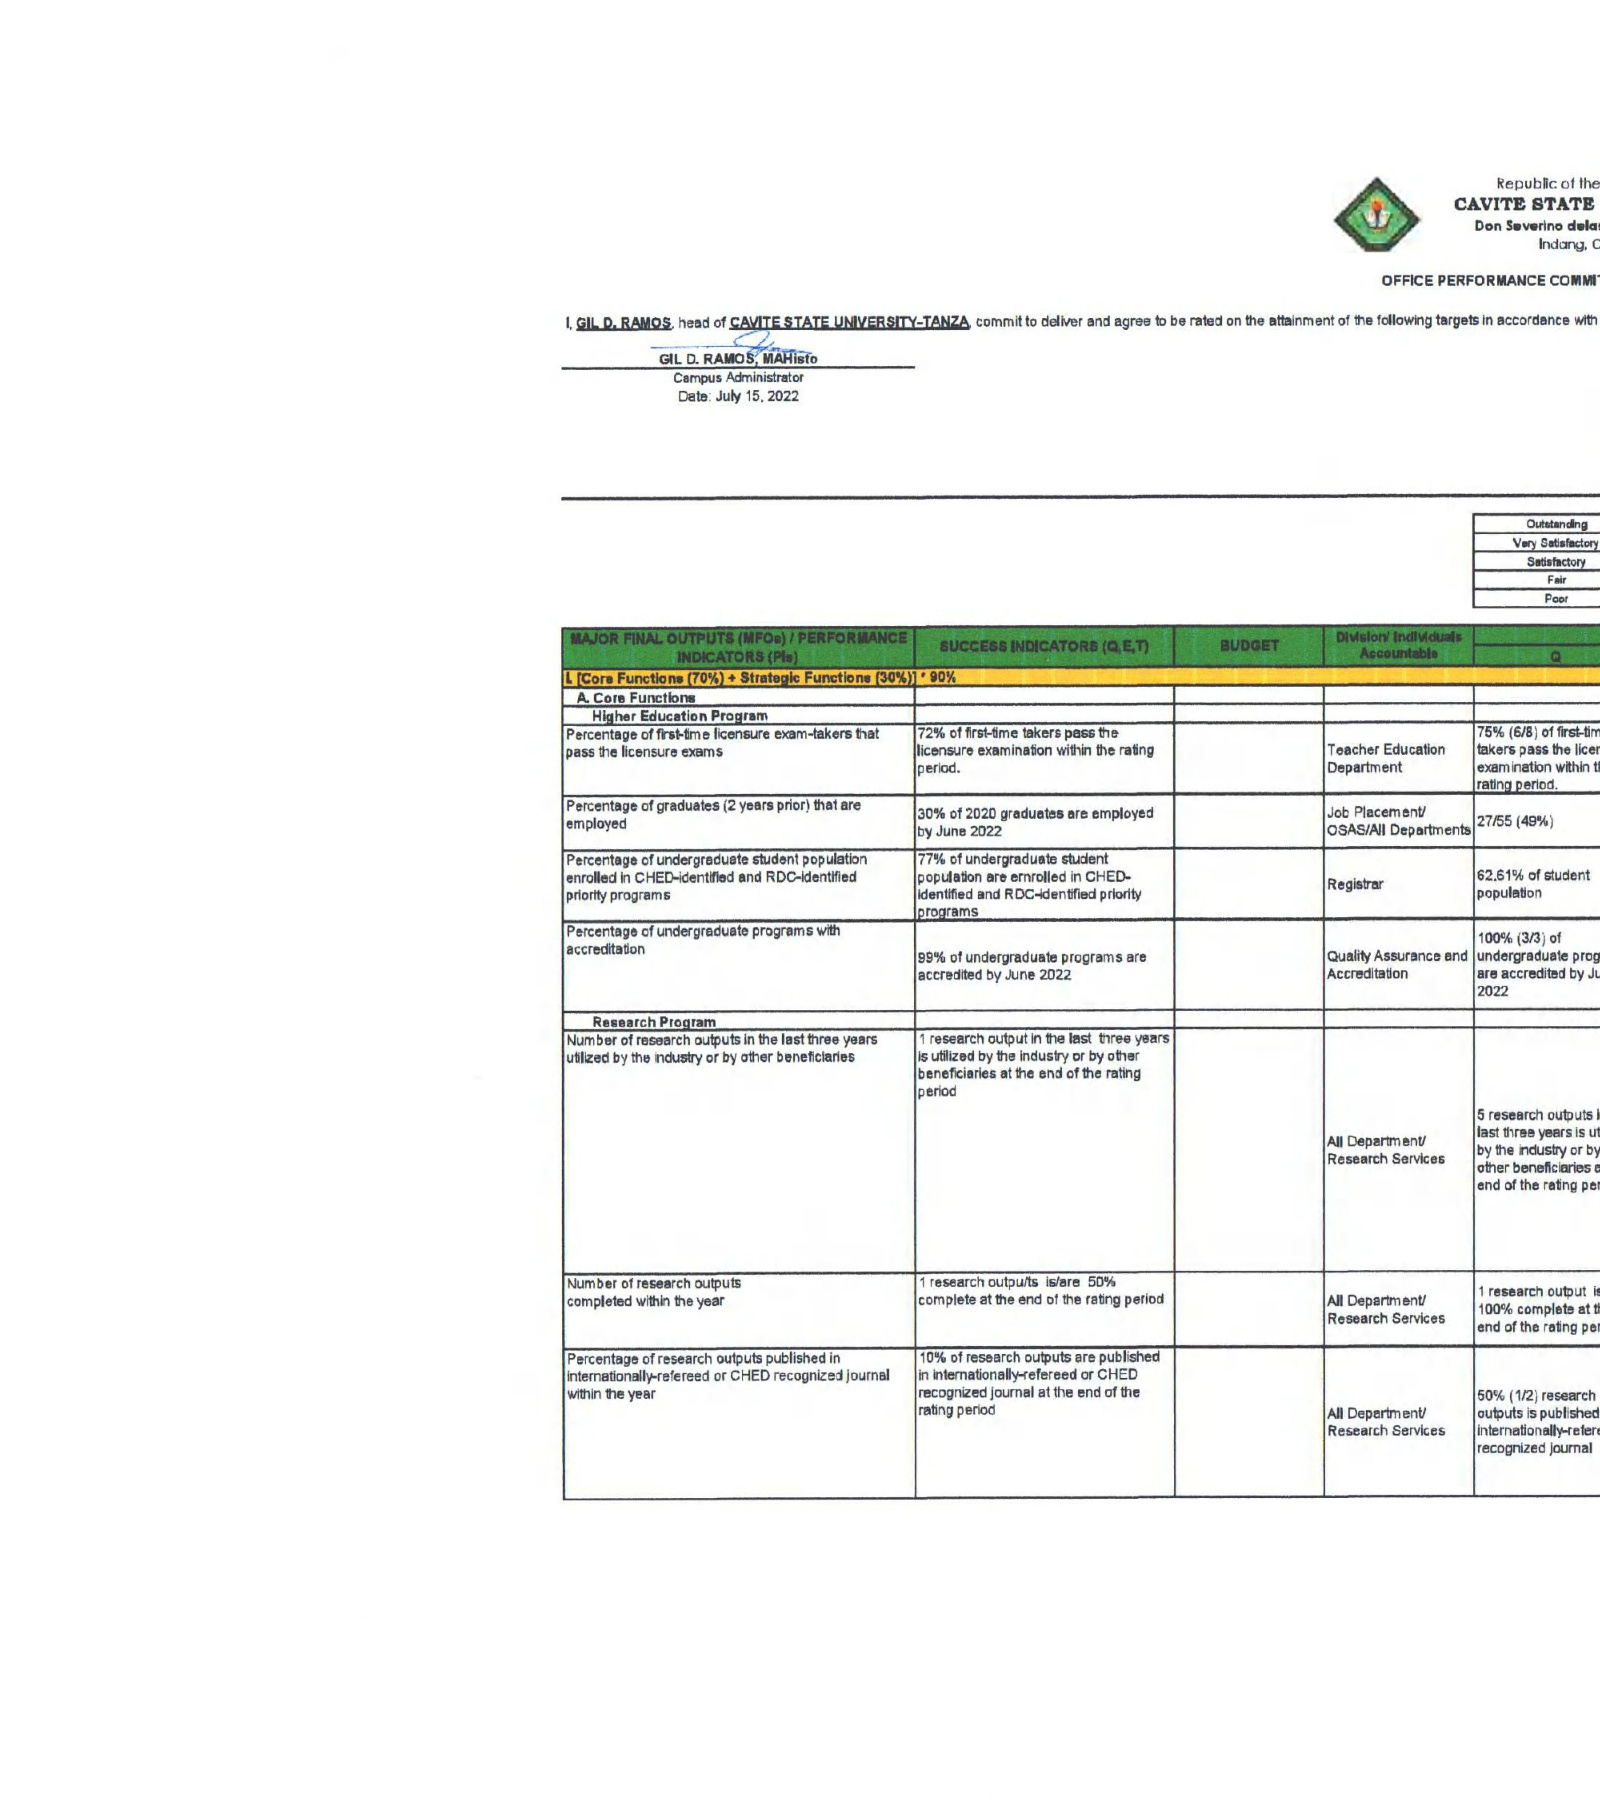 Republic of the
CAVITE STATE
Don Severino delas
Indang, C
OFFICE PERFORMANCE COMMIT
I, GIL D. RAMOS, head of CAVITE STATE UNIVERSITY-TANZA, commit to deliver and agree to be rated on the attainment of the following targets in accordance with
GIL D. RAMOS, MAHisto
Campus Administrator
Date: July 15, 2022
Outstanding
Very Satisfactory
Satisfactory
Fair
Poor
MAJOR FINAL OUTPUTS (MFOs) / PERFORMANCE
INDICATORS (PIs)
SUCCESS INDICATORS (Q,E,T)
BUDGET
Division/ Individuals
Accountable
Q
I. [Core Functions (70%) + Strategic Functions (30%)] * 90%
A. Core Functions
Higher Education Program
Percentage of first-time licensure exam-takers that
pass the licensure exams
72% of first-time takers pass the
licensure examination within the rating
period.
Teacher Education
Department
75% (6/8) of first-tim
takers pass the licen
examination within th
rating period.
Percentage of graduates (2 years prior) that are
employed
30% of 2020 graduates are employed
by June 2022
Job Placement/
OSAS/All Departments
27/55 (49%)
Percentage of undergraduate student population
enrolled in CHED-identified and RDC-identified
priority programs
77% of undergraduate student
population are ernrolled in CHED-
identified and RDC-identified priority
programs
Registrar
62.61% of student
population
Percentage of undergraduate programs with
accreditation
99% of undergraduate programs are
accredited by June 2022
Quality Assurance and
Accreditation
100% (3/3) of
undergraduate prog
are accredited by Ju
2022
Research Program
Number of research outputs in the last three years
utilized by the industry or by other beneficiaries
1 research output in the last three years
is utilized by the industry or by other
beneficiaries at the end of the rating
period
All Department/
Research Services
5 research outputs i
last three years is ut
by the industry or by
other beneficiaries a
end of the rating per
Number of research outputs
completed within the year
1 research outpu/ts is/are 50%
complete at the end of the rating period
All Department/
Research Services
1 research output is
100% complete at th
end of the rating per
Percentage of research outputs published in
internationally-refereed or CHED recognized journal
within the year
10% of research outputs are published
in internationally-refereed or CHED
recognized journal at the end of the
rating period
All Department/
Research Services
50% (1/2) research
outputs is published
internationally-refere
recognized journal